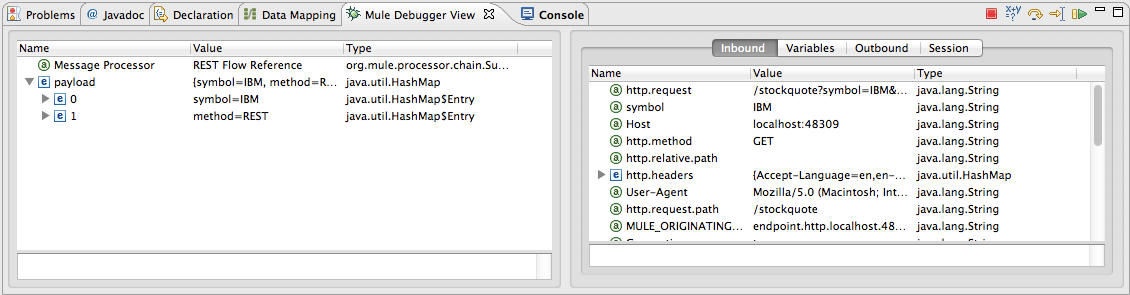 Problems @ Javadoc Declaration Data Mapping Mule Debugger View Console
Name Value Type
Message Processor REST Flow Reference org.mule.processor.chain.Su...
payload {symbol=IBM, method=R... java.util.HashMap
0 symbol=IBM java.util.HashMap$Entry
1 method=REST java.util.HashMap$Entry
Inbound Variables Outbound Session
Name Value Type
http.request /stockquote?symbol=IBM&... java.lang.String
symbol IBM java.lang.String
Host localhost:48309 java.lang.String
http.method GET java.lang.String
http.relative.path java.lang.String
http.headers {Accept-Language=en,en-... java.util.HashMap
User-Agent Mozilla/5.0 (Macintosh; Int... java.lang.String
http.request.path /stockquote java.lang.String
MULE_ORIGINATING... endpoint.http.localhost.48... java.lang.String